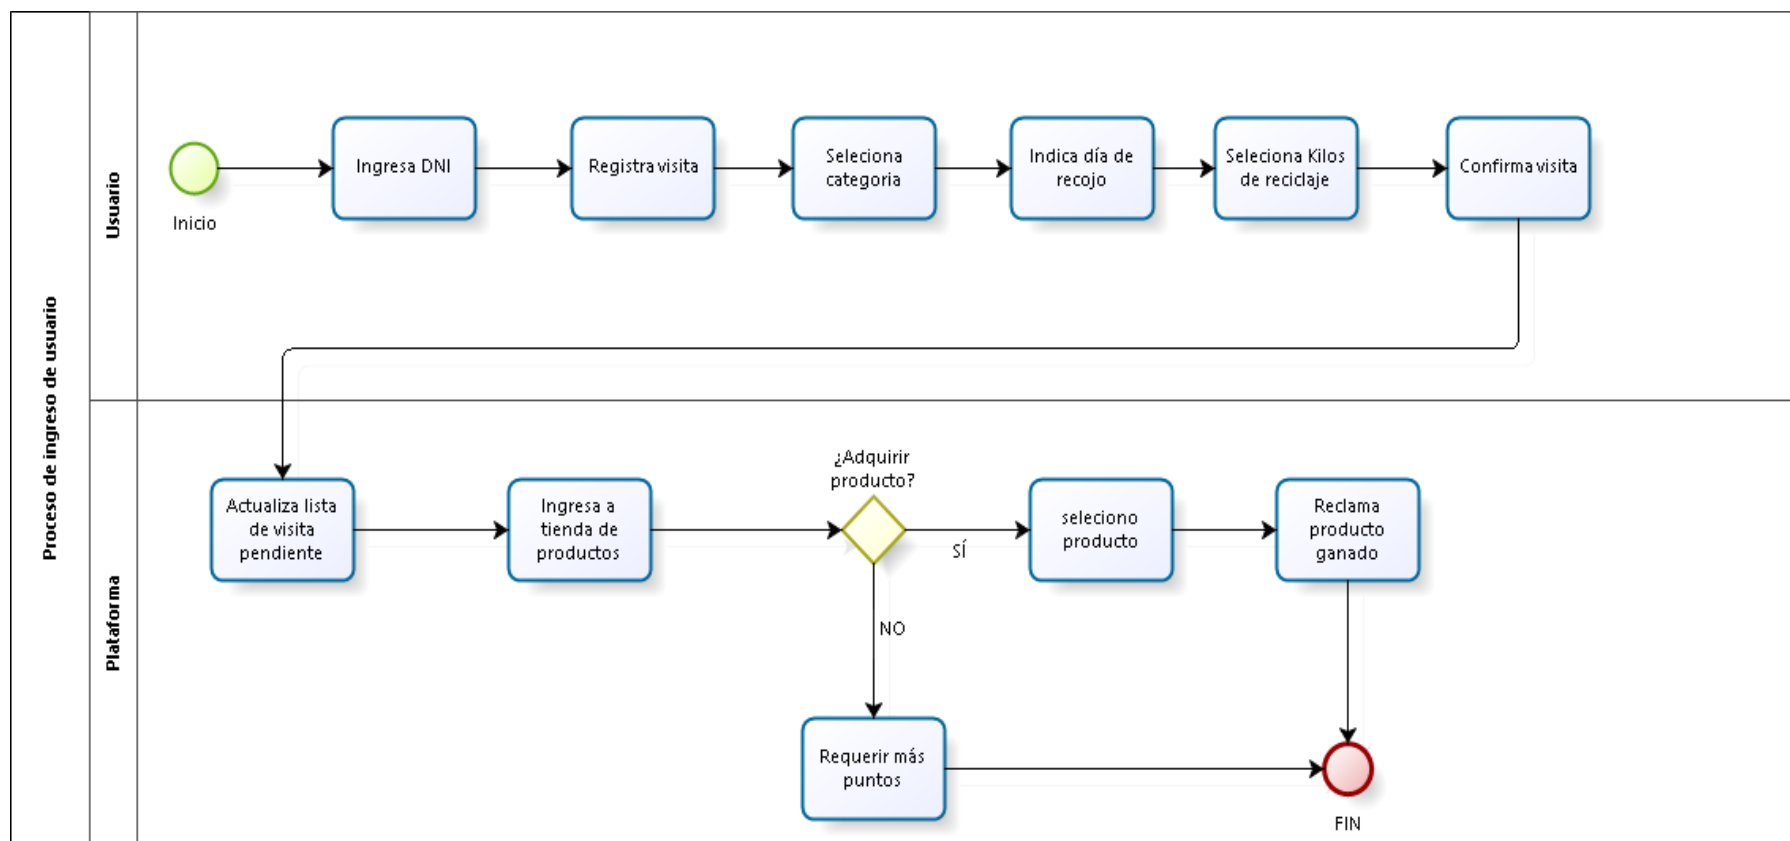 Proceso de ingreso de usuario
Usuario
Inicio
Ingresa DNI
Registra visita
Seleciona
categoria
Indica día de
recojo
Seleciona Kilos
de reciclaje
Confirma visita
Plataforma
Actualiza lista
de visita
pendiente
Ingresa a
tienda de
productos
¿Adquirir
producto?
SÍ
NO
seleciono
producto
Reclama
producto
ganado
Requerir más
puntos
FIN